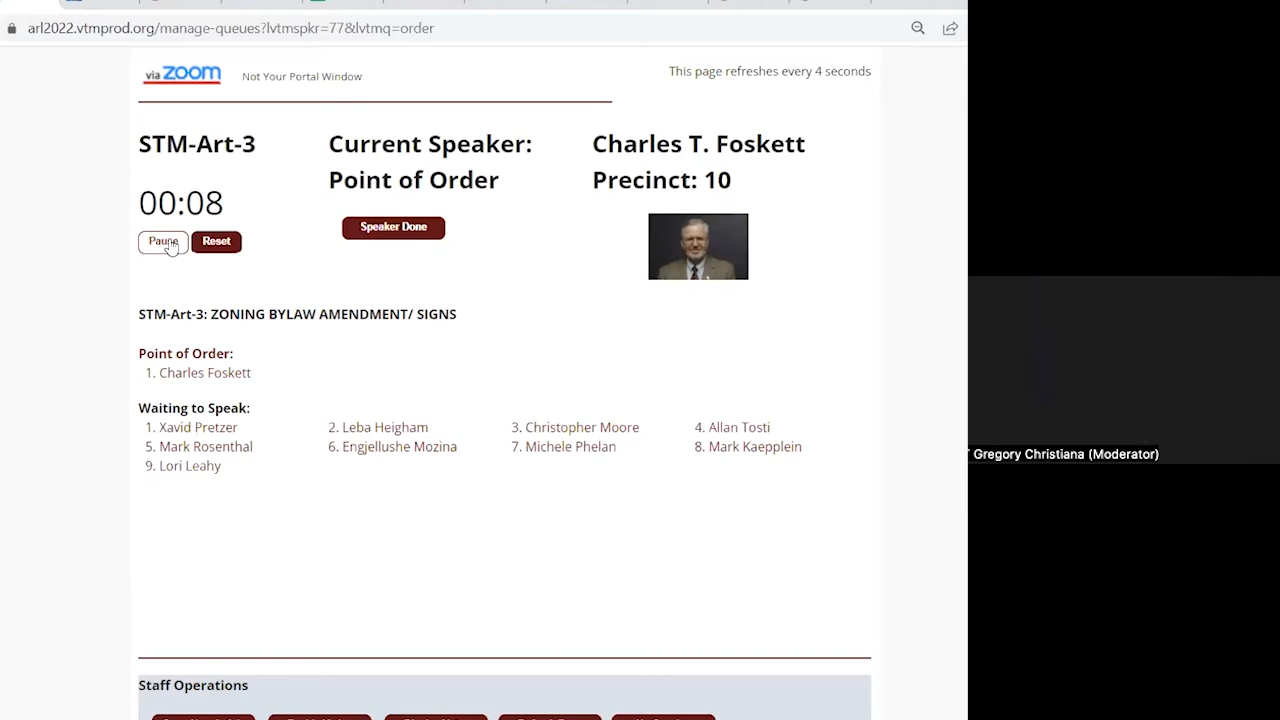 arl2022.vtmprod.org/manage-queues?lvtmspkr=77&lvtmq=order
via zoom Not Your Portal Window This page refreshes every 4 seconds
STM-Art-3 Current Speaker: Charles T. Foskett
Point of Order Precinct: 10
00:08
Speaker Done
Pause Reset
STM-Art-3: ZONING BYLAW AMENDMENT/ SIGNS
Point of Order:
1. Charles Foskett
Waiting to Speak:
1. Xavid Pretzer 2. Leba Heigham 3. Christopher Moore 4. Allan Tosti
5. Mark Rosenthal 6. Engjellushe Mozina 7. Michele Phelan 8. Mark Kaepplein
9. Lori Leahy
Gregory Christiana (Moderator)
Staff Operations